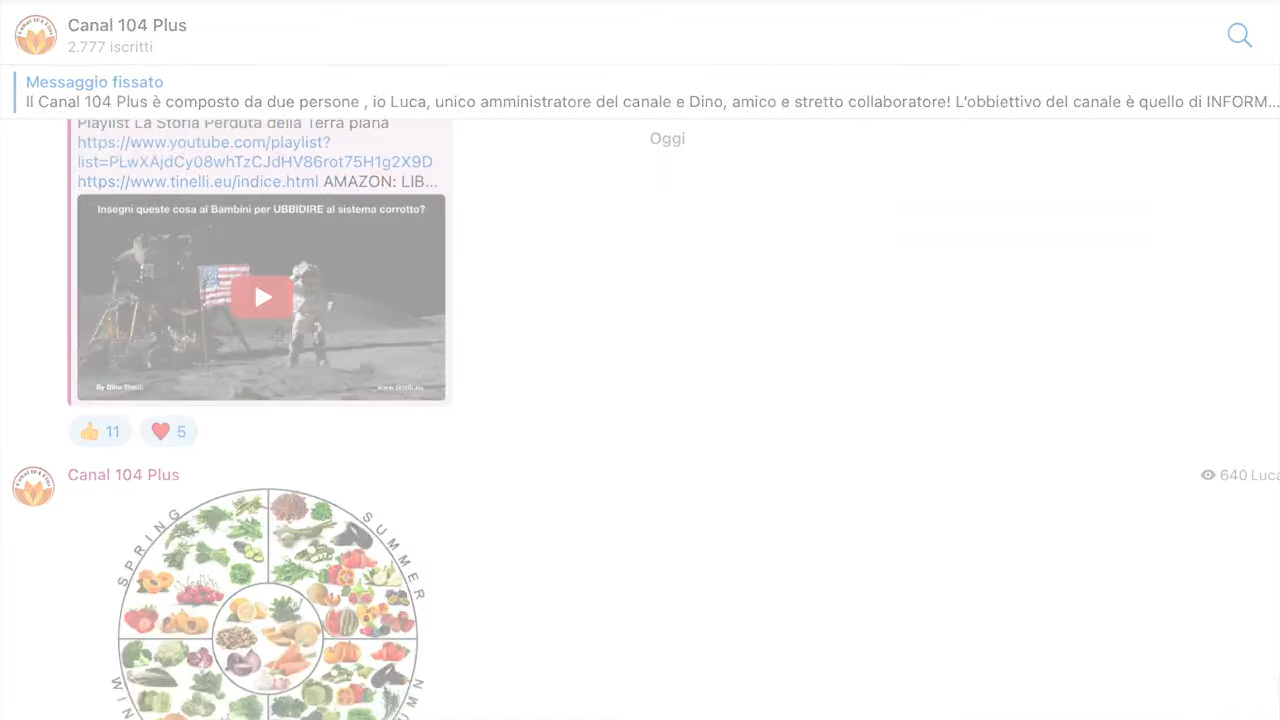 Canal 104 Plus
2.777 iscritti
Messaggio fissato
Il Canal 104 Plus è composto da due persone , io Luca, unico amministratore del canale e Dino, amico e stretto collaboratore! L'obbiettivo del canale è quello di INFORM...
Playlist La Storia Perduta della Terra piana
Oggi
https://www.youtube.com/playlist?
list=PLwXAjdCy08whTzCJdHV86rot75H1g2X9D
https://www.tinelli.eu/indice.html AMAZON: LIB...
Insegni queste cosa ai Bambini per UBBIDIRE al sistema corrotto?
By Dino Tinelli
www.tinelli.eu
11
5
Canal 104 Plus
640 Luca
SPRING
SUMMER